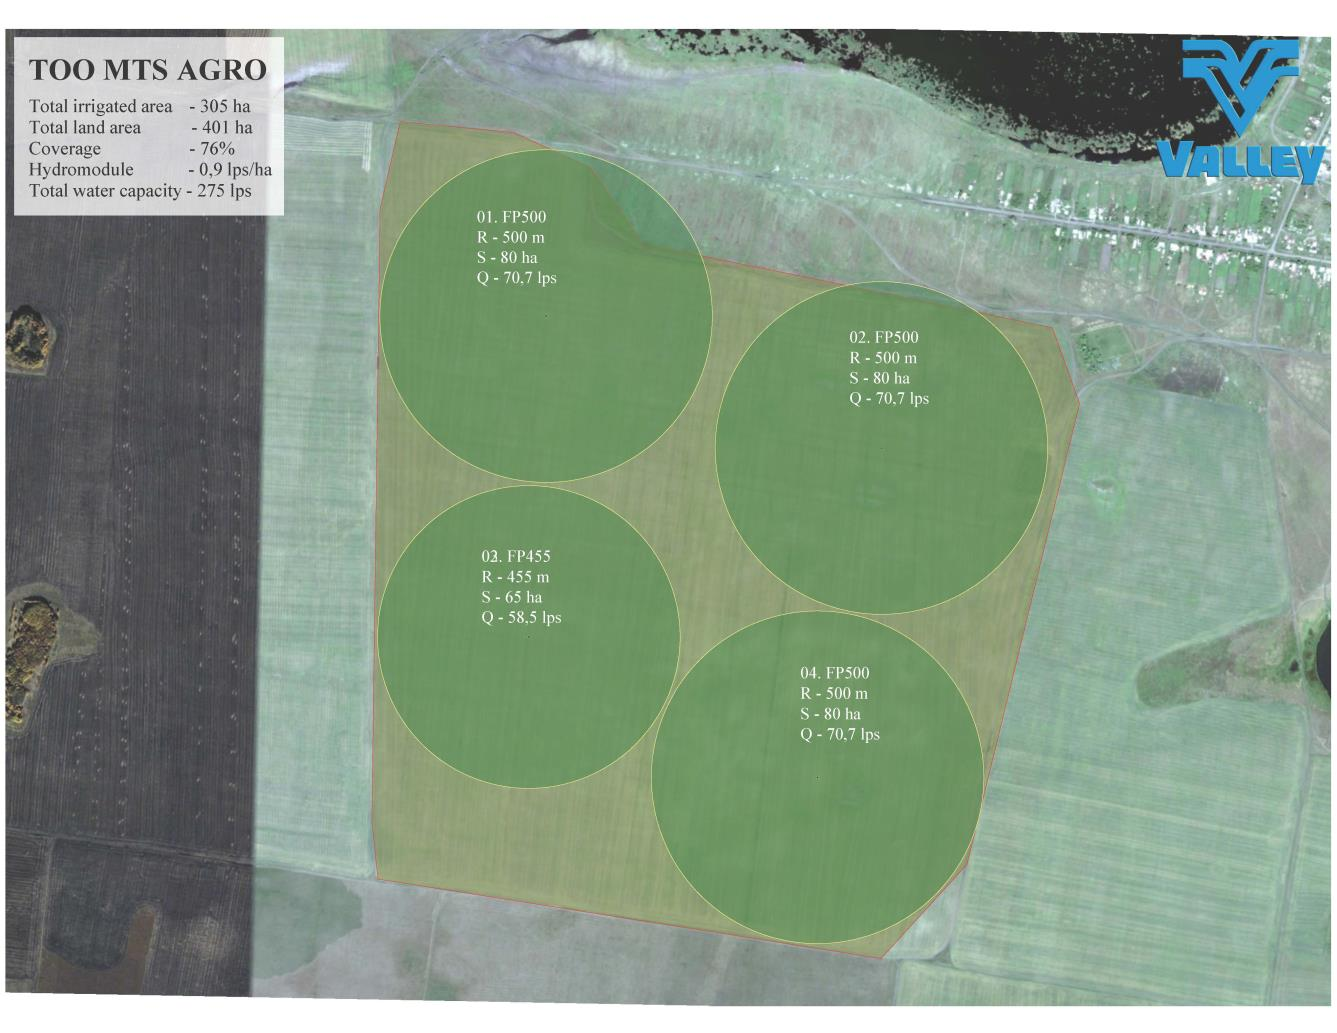 TOO MTS AGRO
Total irrigated area - 305 ha
Total land area - 401 ha
Coverage - 76%
Hydromodule - 0,9 lps/ha
Total water capacity - 275 lps
VALLEY
01. FP500
R - 500 m
S - 80 ha
Q - 70,7 lps
02. FP500
R - 500 m
S - 80 ha
Q - 70,7 lps
03. FP455
R - 455 m
S - 65 ha
Q - 58,5 lps
04. FP500
R - 500 m
S - 80 ha
Q - 70,7 lps